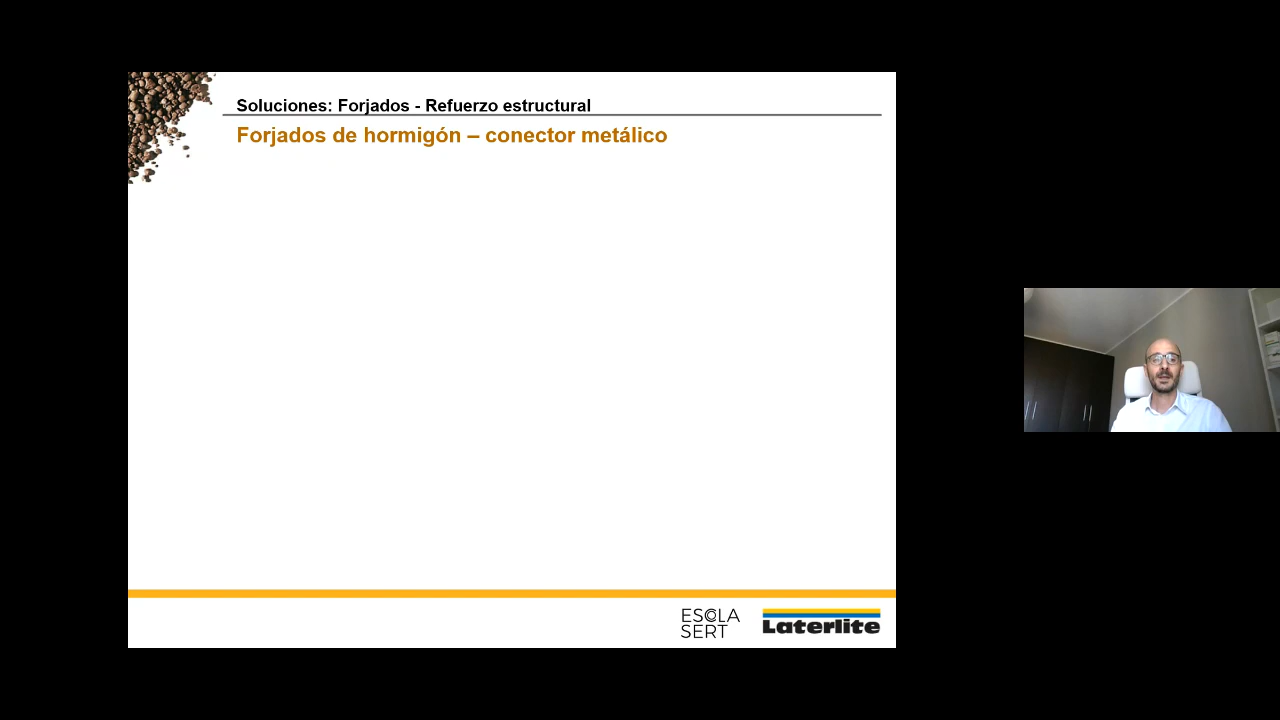 Soluciones: Forjados - Refuerzo estructural
Forjados de hormigón – conector metálico
ESCOLA
SERT
Laterlite